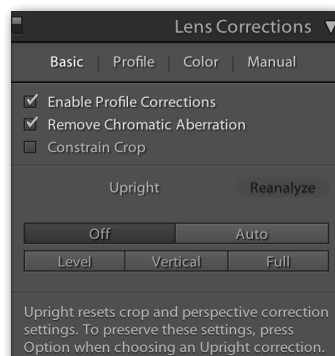 Lens Corrections
Basic | Profile | Color | Manual
Enable Profile Corrections
Remove Chromatic Aberration
Constrain Crop
Upright Reanalyze
Off Auto
Level Vertical Full
Upright resets crop and perspective correction
settings. To preserve these settings, press
Option when choosing an Upright correction.